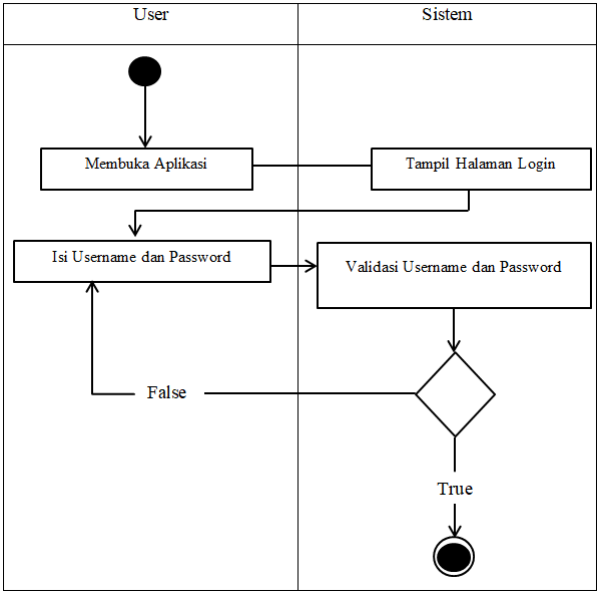 User
Sistem
Membuka Aplikasi
Tampil Halaman Login
Isi Username dan Password
Validasi Username dan Password
False
True